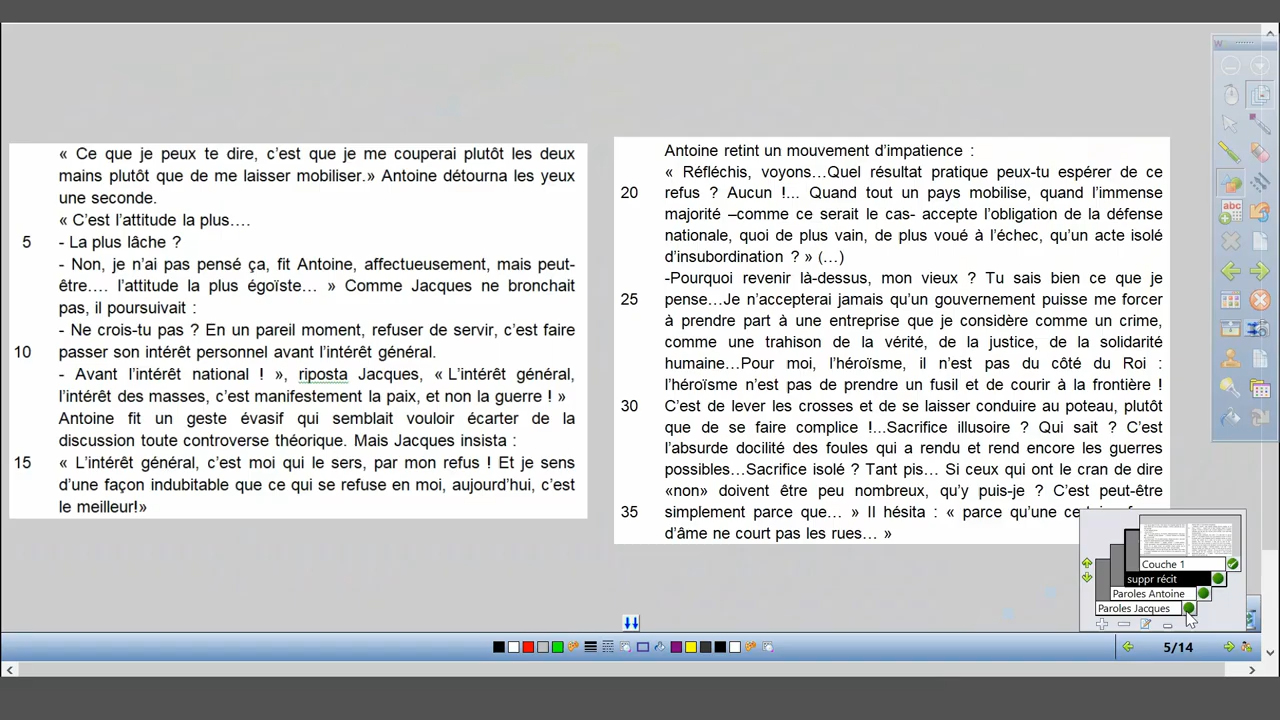 « Ce que je peux te dire, c’est que je me couperai plutôt les deux
mains plutôt que de me laisser mobiliser.» Antoine détourna les yeux
une seconde.
« C’est l’attitude la plus….
5 - La plus lâche ?
- Non, je n’ai pas pensé ça, fit Antoine, affectueusement, mais peut-
être…. l’attitude la plus égoïste… » Comme Jacques ne bronchait
pas, il poursuivait :
- Ne crois-tu pas ? En un pareil moment, refuser de servir, c’est faire
10 passer son intérêt personnel avant l’intérêt général.
- Avant l’intérêt national ! », riposta Jacques, « L’intérêt général,
l’intérêt des masses, c’est manifestement la paix, et non la guerre ! »
Antoine fit un geste évasif qui semblait vouloir écarter de la
discussion toute controverse théorique. Mais Jacques insista :
15 « L’intérêt général, c’est moi qui le sers, par mon refus ! Et je sens
d’une façon indubitable que ce qui se refuse en moi, aujourd’hui, c’est
le meilleur!»
Antoine retint un mouvement d’impatience :
« Réfléchis, voyons…Quel résultat pratique peux-tu espérer de ce
20 refus ? Aucun !… Quand tout un pays mobilise, quand l’immense
majorité –comme ce serait le cas- accepte l’obligation de la défense
nationale, quoi de plus vain, de plus voué à l’échec, qu’un acte isolé
d’insubordination ? » (…)
-Pourquoi revenir là-dessus, mon vieux ? Tu sais bien ce que je
25 pense…Je n’accepterai jamais qu’un gouvernement puisse me forcer
à prendre part à une entreprise que je considère comme un crime,
comme une trahison de la vérité, de la justice, de la solidarité
humaine…Pour moi, l’héroïsme, il n’est pas du côté du Roi :
l’héroïsme n’est pas de prendre un fusil et de courir à la frontière !
30 C’est de lever les crosses et de se laisser conduire au poteau, plutôt
que de se faire complice !…Sacrifice illusoire ? Qui sait ? C’est
l’absurde docilité des foules qui a rendu et rend encore les guerres
possibles…Sacrifice isolé ? Tant pis… Si ceux qui ont le cran de dire
«non» doivent être peu nombreux, qu’y puis-je ? C’est peut-être
35 simplement parce que… » Il hésita : « parce qu’une
d’âme ne court pas les rues… »
Couche 1
suppr récit
Paroles Antoine
Paroles Jacques
abc
5/14